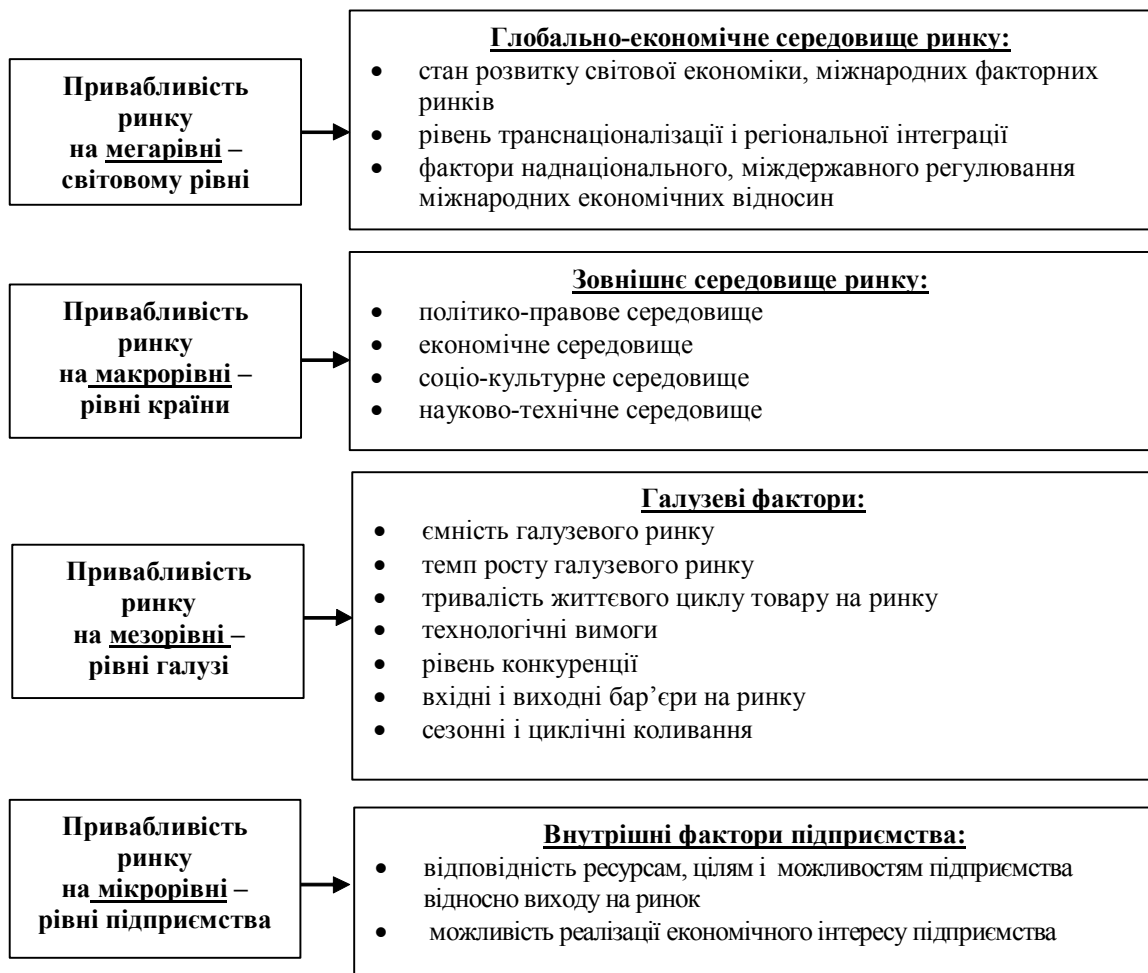 Привабливість
ринку
на мегарівні –
світовому рівні
Глобально-економічне середовище ринку:
• стан розвитку світової економіки, міжнародних факторних
ринків
• рівень транснаціоналізації і регіональної інтеграції
• фактори наднаціонального, міждержавного регулювання
міжнародних економічних відносин
Привабливість
ринку
на макрорівні –
рівні країни
Зовнішнє середовище ринку:
• політико-правове середовище
• економічне середовище
• соціо-культурне середовище
• науково-технічне середовище
Привабливість
ринку
на мезорівні –
рівні галузі
Галузеві фактори:
• ємність галузевого ринку
• темп росту галузевого ринку
• тривалість життєвого циклу товару на ринку
• технологічні вимоги
• рівень конкуренції
• вхідні і виходні бар’єри на ринку
• сезонні і циклічні коливання
Привабливість
ринку
на мікрорівні –
рівні підприємства
Внутрішні фактори підприємства:
• відповідність ресурсам, цілям і можливостям підприємства
відносно виходу на ринок
• можливість реалізації економічного інтересу підприємства